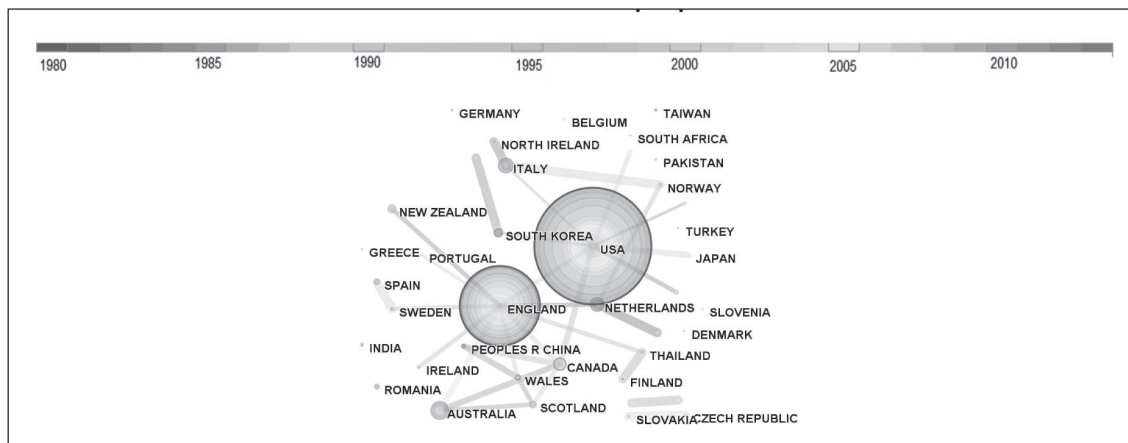 1980 1985 1990 1995 2000 2005 2010
GERMANY
BELGIUM
TAIWAN
NORTH IRELAND
SOUTH AFRICA
ITALY
PAKISTAN
NORWAY
NEW ZEALAND
SOUTH KOREA
TURKEY
GREECE
PORTUGAL
USA
JAPAN
SPAIN
SWEDEN
ENGLAND
NETHERLANDS
SLOVENIA
DENMARK
INDIA
PEOPLES R CHINA
THAILAND
IRELAND
CANADA
WALES
FINLAND
ROMANIA
AUSTRALIA
SCOTLAND
SLOVAKIA
CZECH REPUBLIC